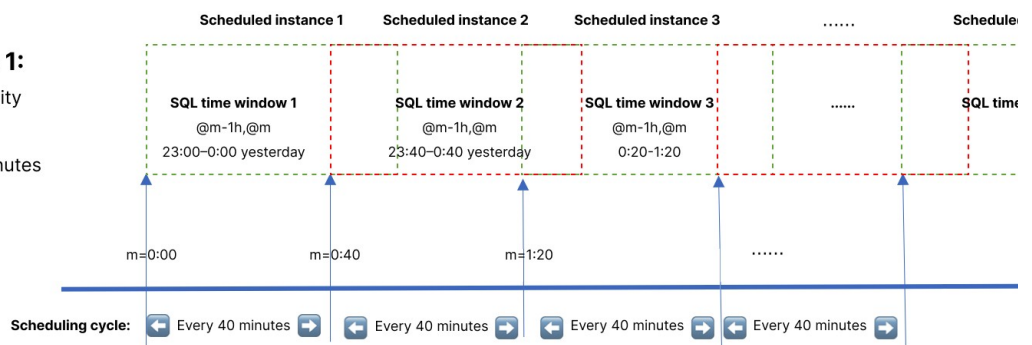 Scheduled instance 1 Scheduled instance 2 Scheduled instance 3 ...... Schedule
1:
ity
nutes
SQL time window 1 SQL time window 2 SQL time window 3 ...... SQL time
@m-1h,@m @m-1h,@m @m-1h,@m
23:00–0:00 yesterday 23:40–0:40 yesterday 0:20-1:20
m=0:00 m=0:40 m=1:20 ......
Scheduling cycle: Every 40 minutes Every 40 minutes Every 40 minutes Every 40 minutes